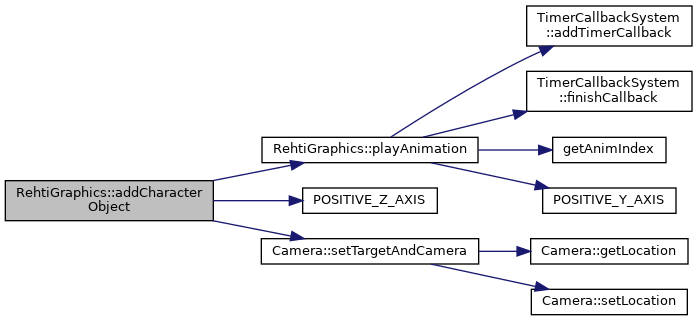 RehtiGraphics::addCharacter
Object
RehtiGraphics::playAnimation
POSITIVE_Z_AXIS
Camera::setTargetAndCamera
TimerCallbackSystem
::addTimerCallback
TimerCallbackSystem
::finishCallback
getAnimIndex
POSITIVE_Y_AXIS
Camera::getLocation
Camera::setLocation